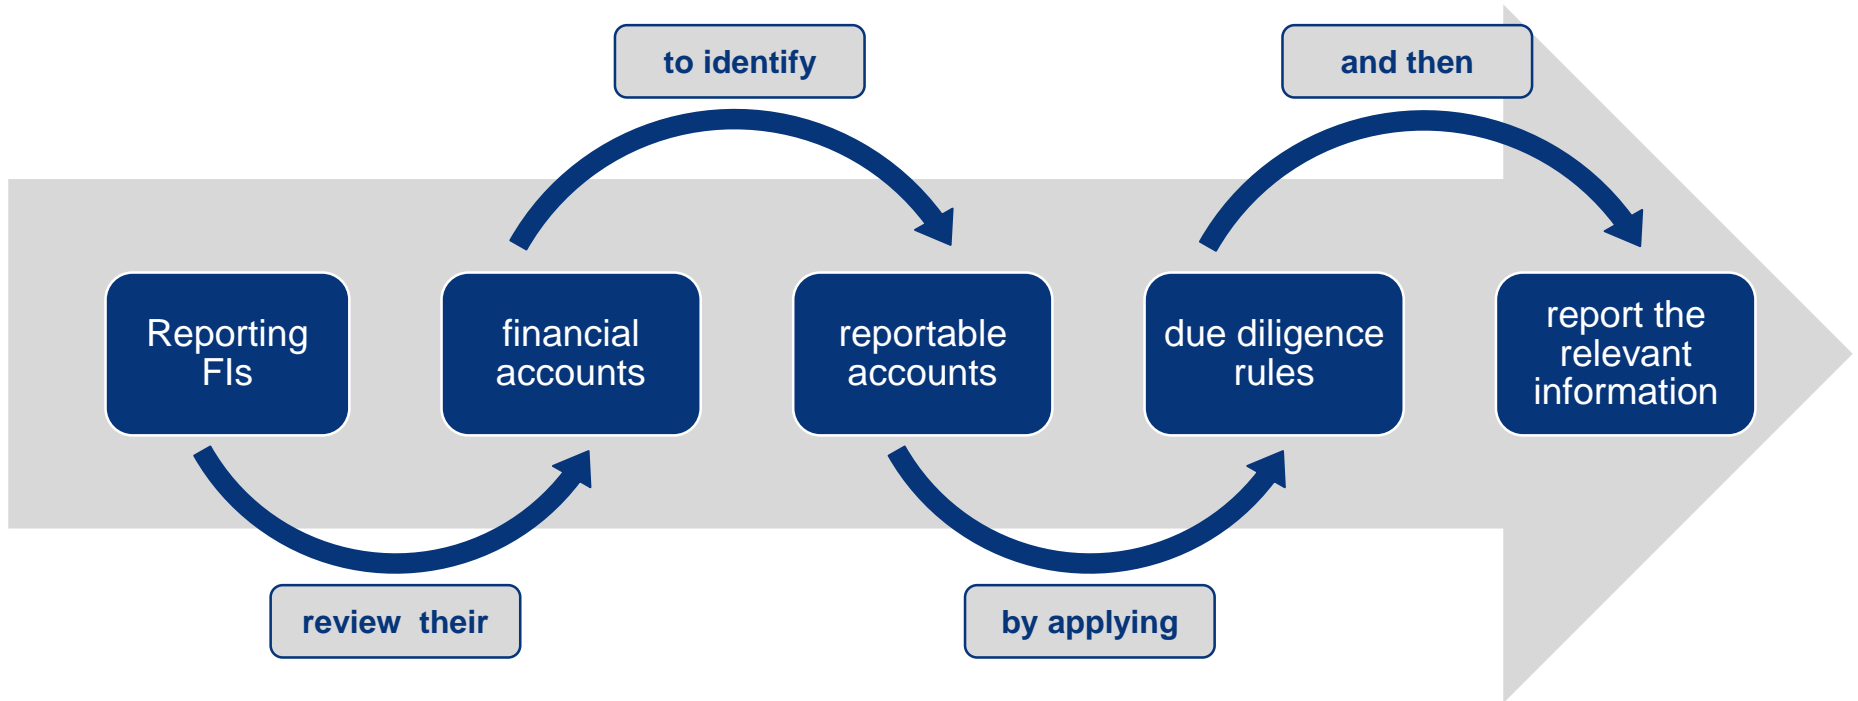 Reporting
FIs
review  their
financial
accounts
to identify
reportable
accounts
by applying
due diligence
rules
and then
report the
relevant
information